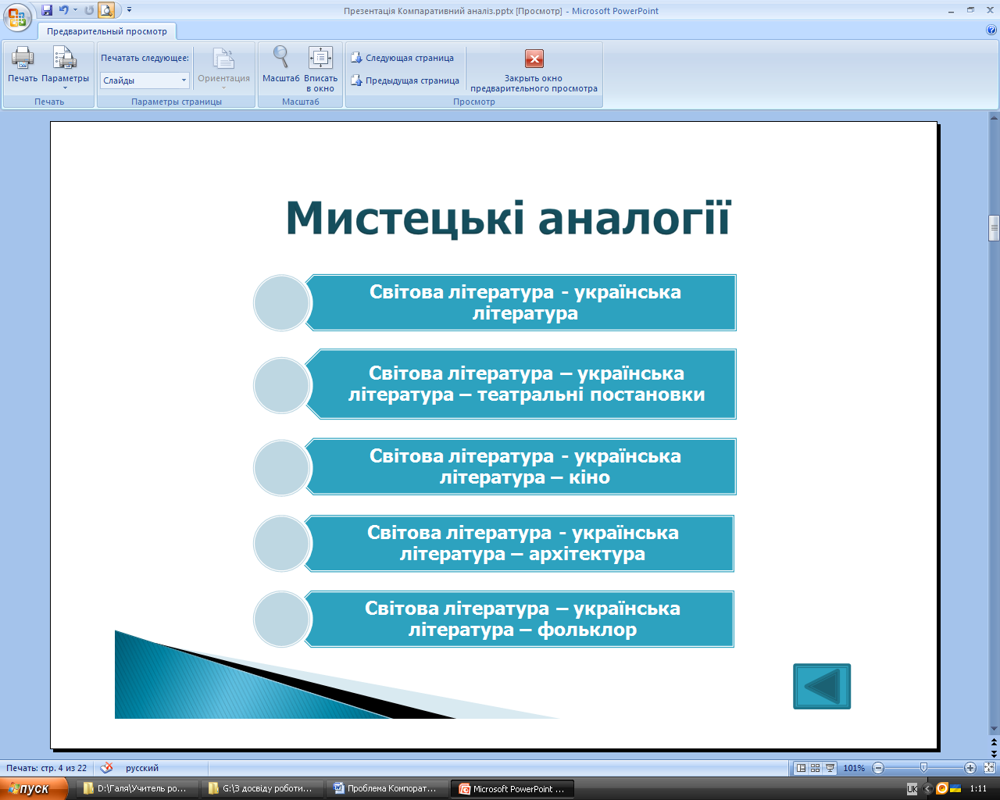 Презентація Компаративний аналіз.pptx [Просмотр] - Microsoft PowerPoint
Предварительный просмотр
Печать
Параметры
Печатать следующее:
Слайды
Ориентация
Масштаб
Вписать
в окно
Следующая страница
Предыдущая страница
Закрыть окно
предварительного просмотра
Печать
Параметры страницы
Масштаб
Просмотр
Мистецькі аналогії
Світова література - українська
література
Світова література – українська
література – театральні постановки
Світова література - українська
література – кіно
Світова література - українська
література – архітектура
Світова література – українська
література – фольклор
Печать: стр. 4 из 22
русский
101%
пуск
D:\Галя\Учитель ро...
G:\З досвіду роботи...
Проблема Компорат...
Microsoft PowerPoint ...
UK
1:11